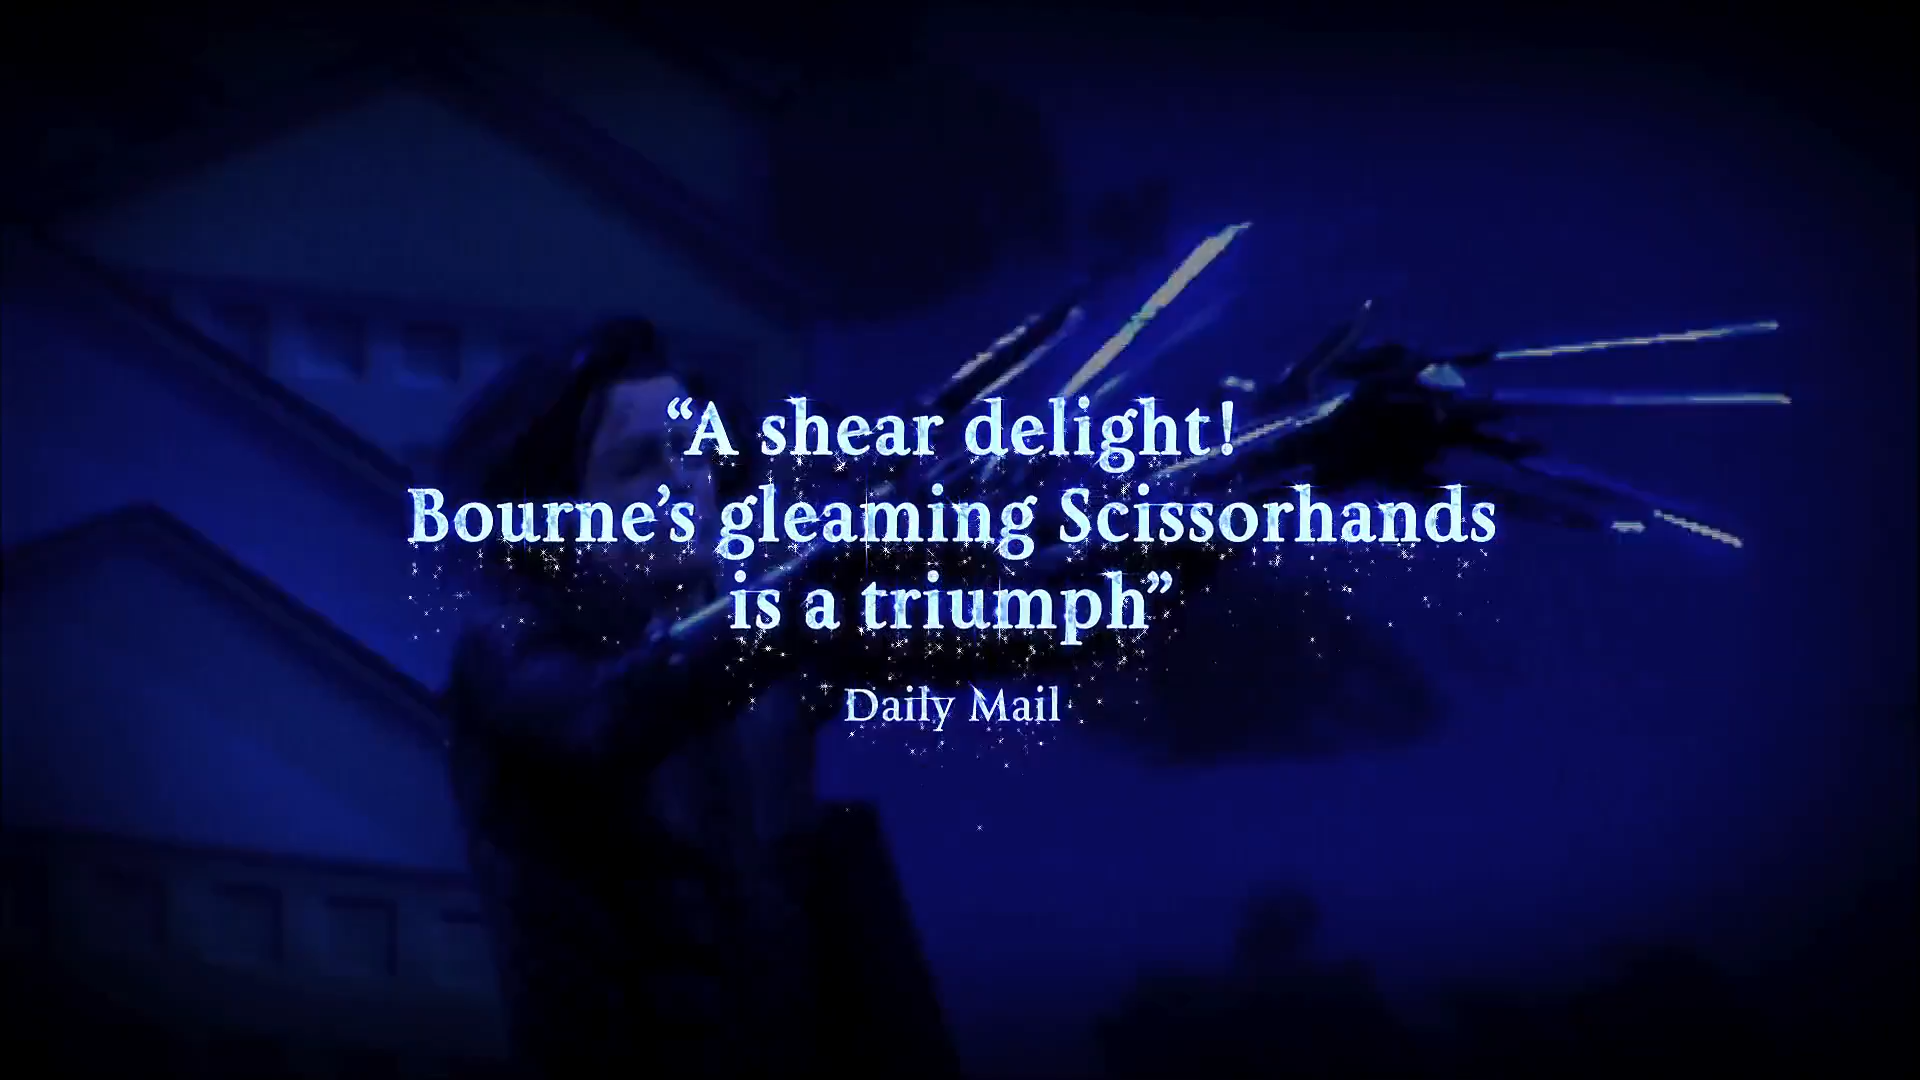 “A shear delight!
Bourne’s gleaming Scissorhands
is a triumph”
Daily Mail